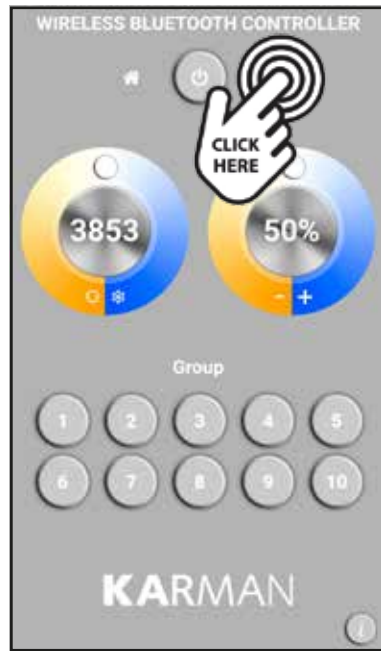 WIRELESS BLUETOOTH CONTROLLER
CLICK
HERE
3853 50%
- +
Group
1 2 3 4 5
6 7 8 9 10
KARMAN
i